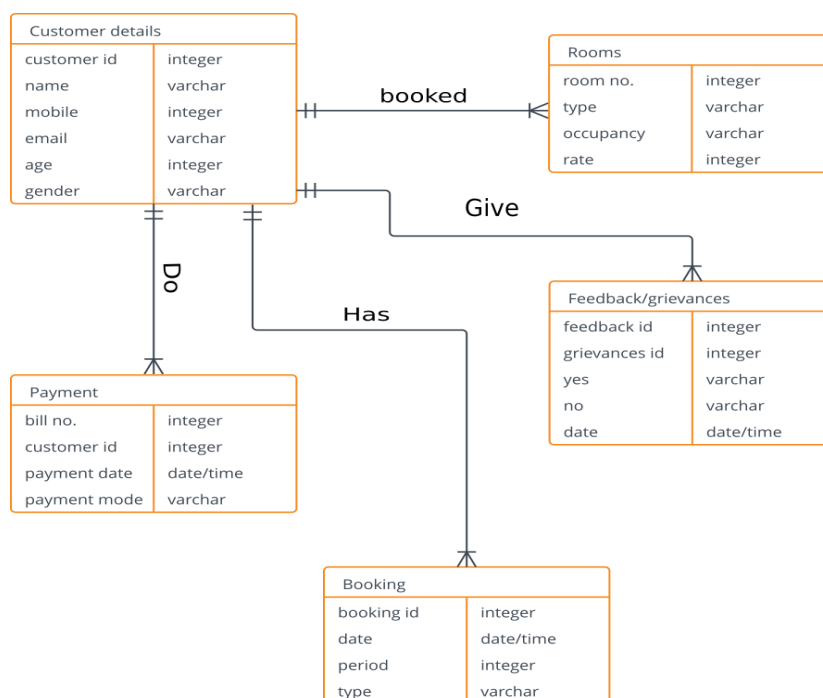 Customer details
customer id integer
name varchar
mobile integer
email varchar
age integer
gender varchar
booked
Rooms
room no. integer
type varchar
occupancy varchar
rate integer
Give
Feedback/grievances
feedback id integer
grievances id integer
yes varchar
no varchar
date date/time
Do
Has
Payment
bill no. integer
customer id integer
payment date date/time
payment mode varchar
Booking
booking id integer
date date/time
period integer
type varchar